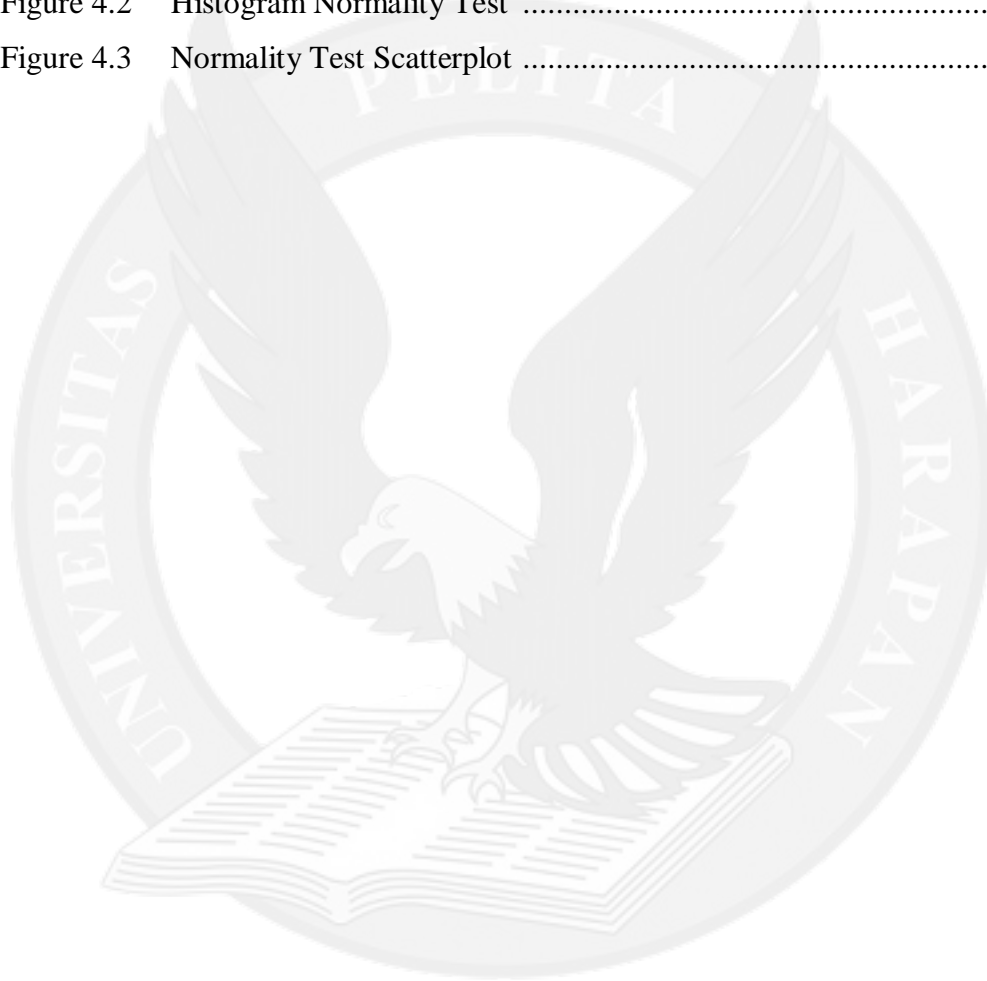 Figure 4.2 Histogram Normality Test ........................................................
Figure 4.3 Normality Test Scatterplot ........................................................
UNIVERSITAS PELITA HARAPAN